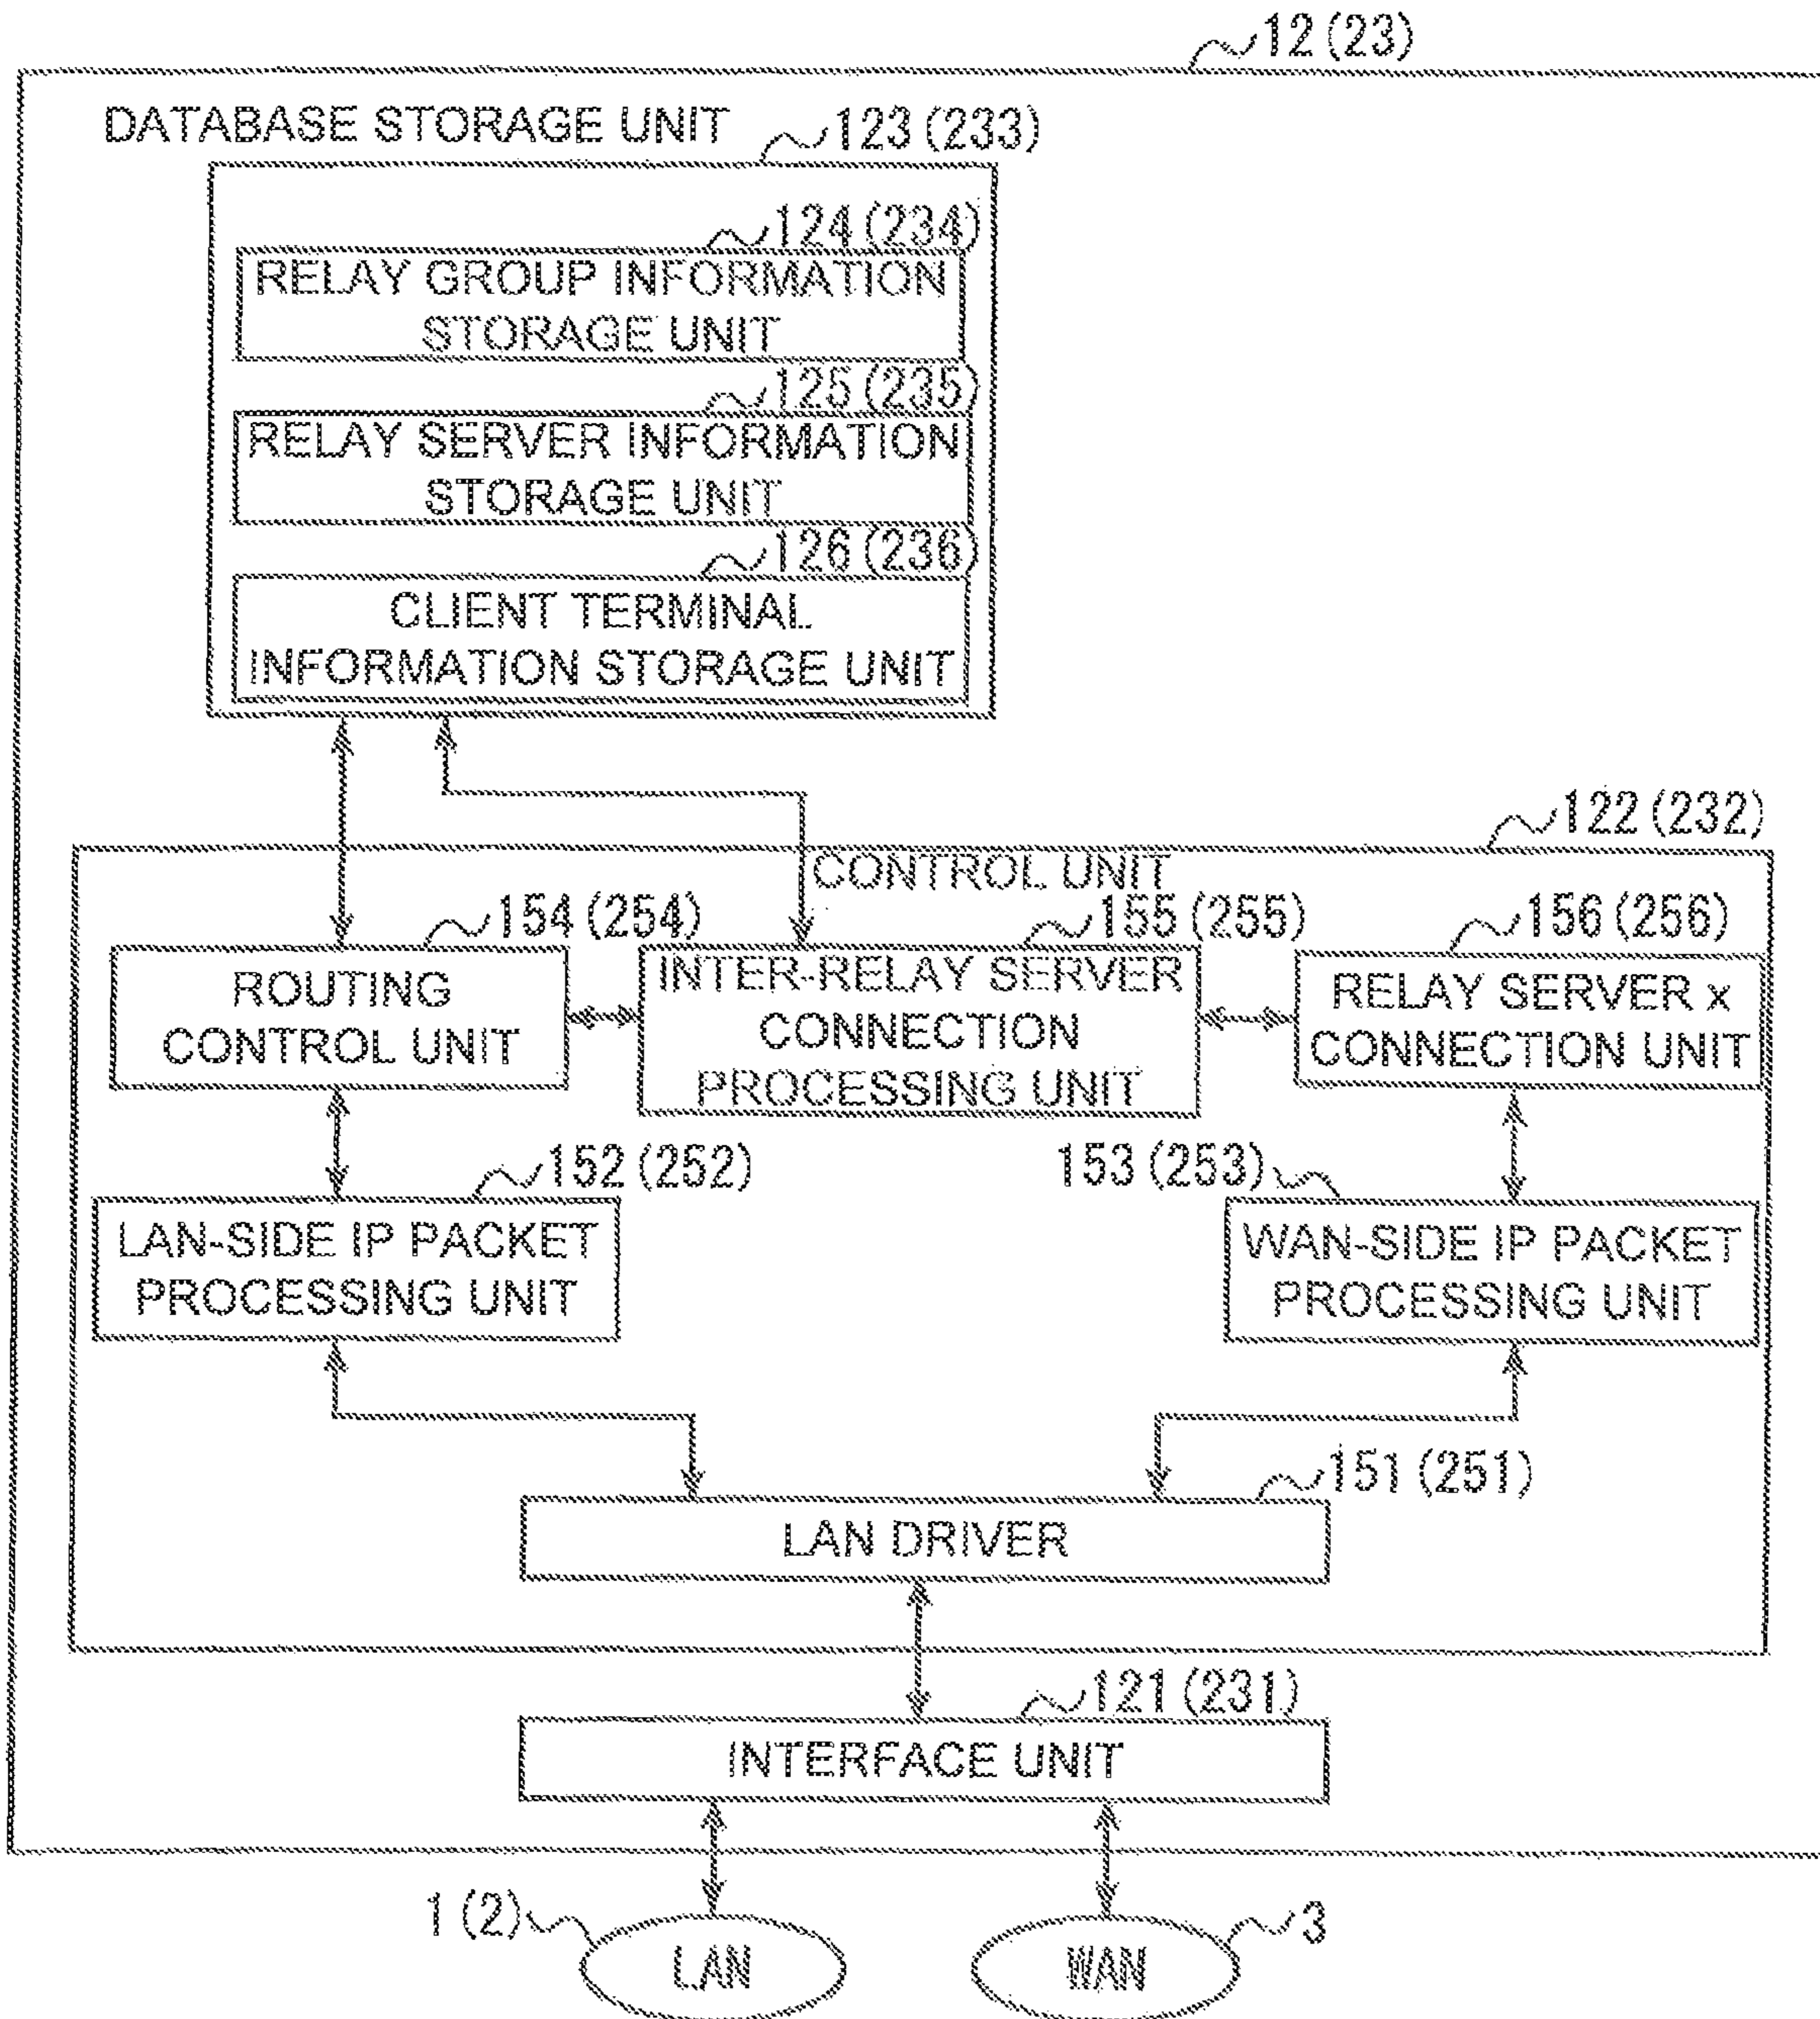 12 (23)
DATABASE STORAGE UNIT
123 (233)
124 (234)
RELAY GROUP INFORMATION
STORAGE UNIT
125 (235)
RELAY SERVER INFORMATION
STORAGE UNIT
126 (236)
CLIENT TERMINAL
INFORMATION STORAGE UNIT
122 (232)
CONTROL UNIT
154 (254)
ROUTING
CONTROL UNIT
155 (255)
INTER-RELAY SERVER
CONNECTION
PROCESSING UNIT
156 (256)
RELAY SERVER x
CONNECTION UNIT
152 (252)
LAN-SIDE IP PACKET
PROCESSING UNIT
153 (253)
WAN-SIDE IP PACKET
PROCESSING UNIT
151 (251)
LAN DRIVER
121 (231)
INTERFACE UNIT
1 (2)
LAN
WAN
3